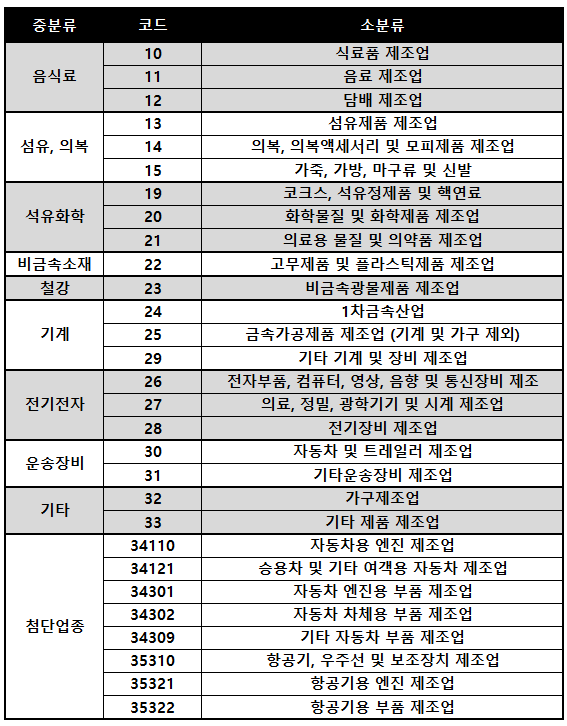 중분류 코드 소분류
음식료
10 식료품 제조업
11 음료 제조업
12 담배 제조업
섬유, 의복
13 섬유제품 제조업
14 의복, 의복액세서리 및 모피제품 제조업
15 가죽, 가방, 마구류 및 신발
석유화학
19 코크스, 석유정제품 및 핵연료
20 화학물질 및 화학제품 제조업
21 의료용 물질 및 의약품 제조업
비금속소재 22 고무제품 및 플라스틱제품 제조업
철강 23 비금속광물제품 제조업
기계
24 1차금속산업
25 금속가공제품 제조업 (기계 및 가구 제외)
29 기타 기계 및 장비 제조업
전기전자
26 전자부품, 컴퓨터, 영상, 음향 및 통신장비 제조
27 의료, 정밀, 광학기기 및 시계 제조업
28 전기장비 제조업
운송장비
30 자동차 및 트레일러 제조업
31 기타운송장비 제조업
기타
32 가구제조업
33 기타 제품 제조업
첨단업종
34110 자동차용 엔진 제조업
34121 승용차 및 기타 여객용 자동차 제조업
34301 자동차 엔진용 부품 제조업
34302 자동차 차체용 부품 제조업
34309 기타 자동차 부품 제조업
35310 항공기, 우주선 및 보조장치 제조업
35321 항공기용 엔진 제조업
35322 항공기용 부품 제조업